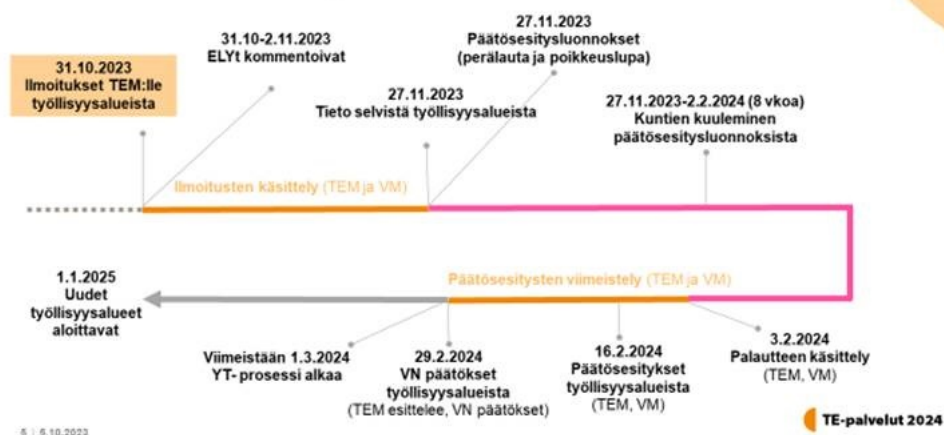 31.10.2023
Ilmoitukset TEM:lle
työllisyysalueista
31.10-2.11.2023
ELYt kommentoivat
27.11.2023
Tieto selvistä työllisyysalueista
27.11.2023
Päätösesitysluonnokset
(perälauta ja poikkeuslupa)
27.11.2023-2.2.2024 (8 vkoa)
Kuntien kuuleminen
päätösesitysluonnoksista
Ilmoitusten käsittely (TEM ja VM)
Päätösesitysten viimeistely (TEM ja VM)
1.1.2025
Uudet
työllisyysalueet
aloittavat
Viimeistään 1.3.2024
YT- prosessi alkaa
29.2.2024
VN päätökset
työllisyysalueista
(TEM esittelee, VN päätökset)
16.2.2024
Päätösesitykset
työllisyysalueista
(TEM, VM)
3.2.2024
Palautteen käsittely
(TEM, VM)
5 | 6.10.2023
TE-palvelut 2024